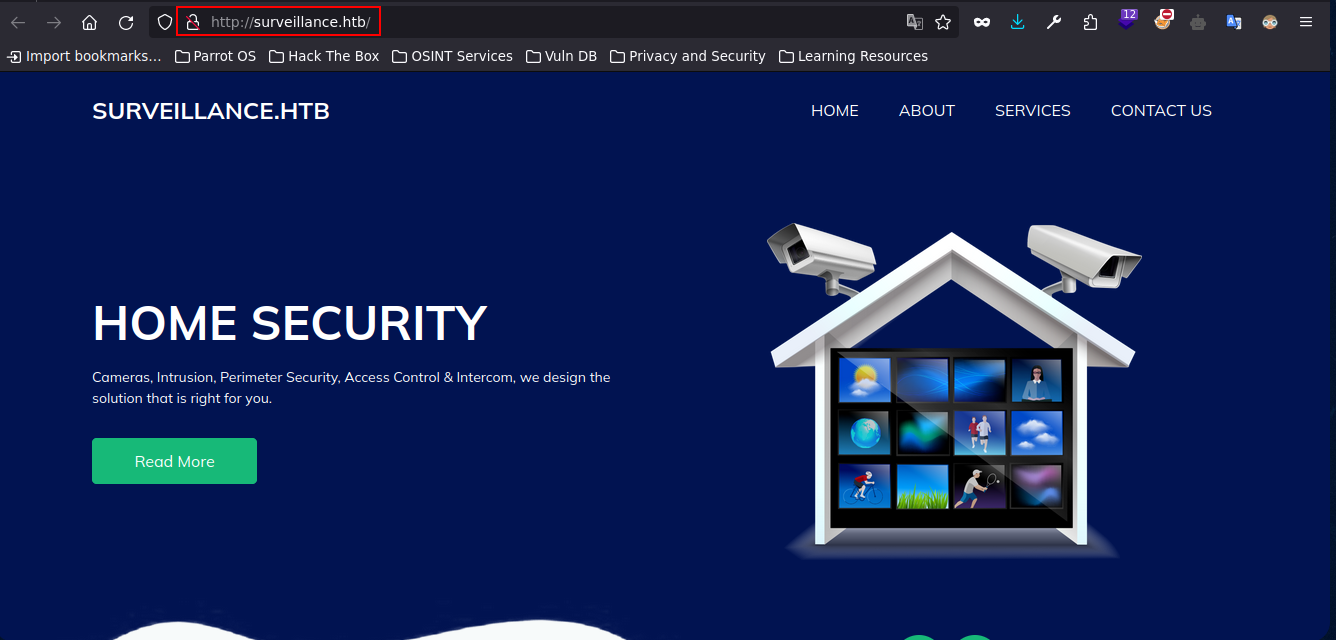 http://surveillance.htb/
12
Import bookmarks... Parrot OS Hack The Box OSINT Services Vuln DB Privacy and Security Learning Resources
SURVEILLANCE.HTB HOME ABOUT SERVICES CONTACT US
HOME SECURITY
Cameras, Intrusion, Perimeter Security, Access Control & Intercom, we design the
solution that is right for you.
Read More